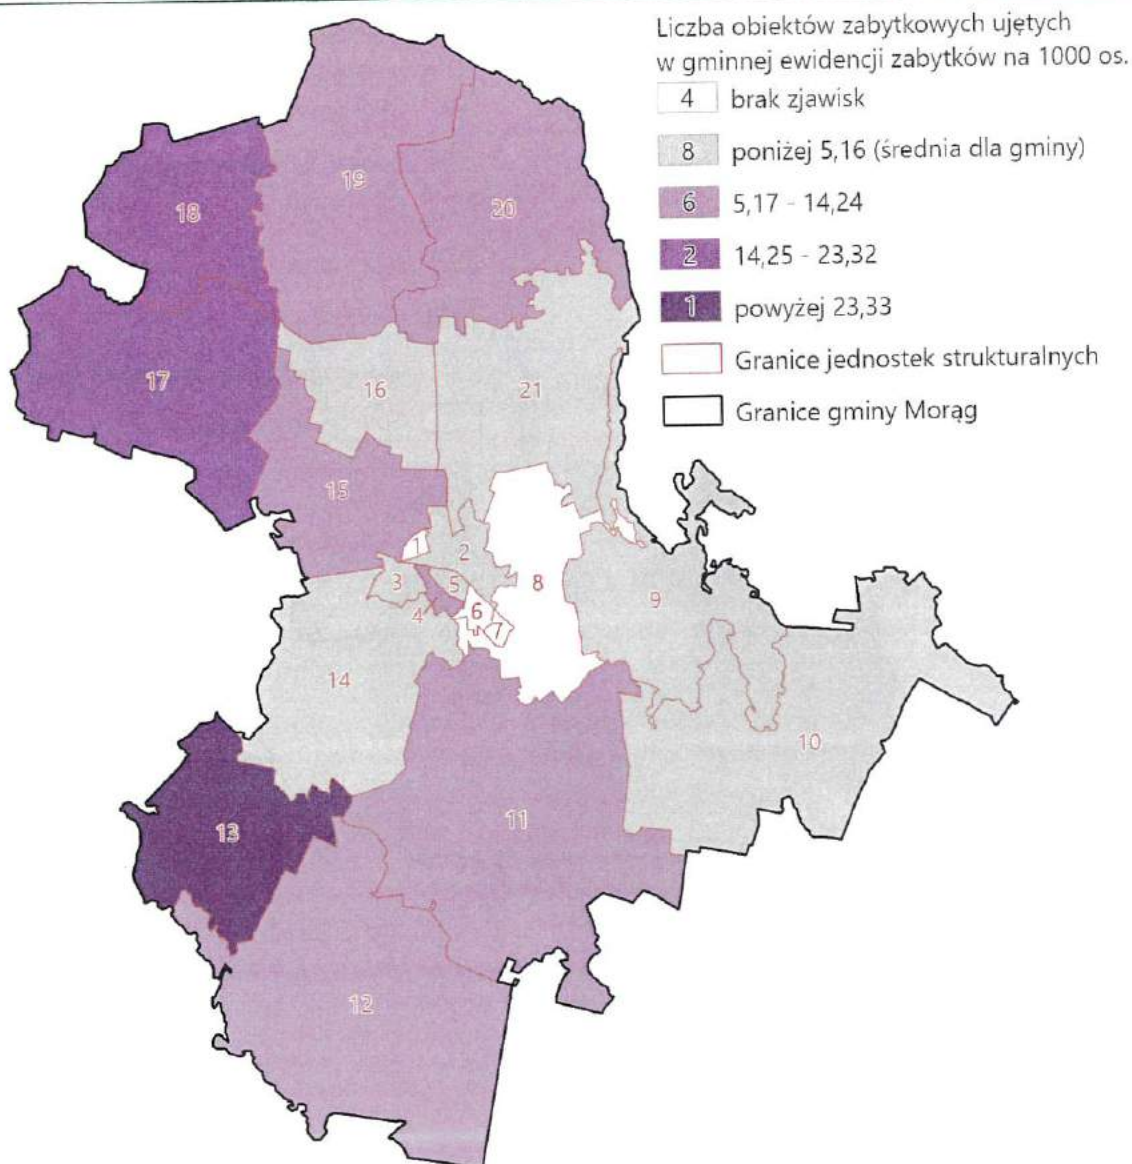 Liczba obiektów zabytkowych ujętych
w gminnej ewidencji zabytków na 1000 os.
4 brak zjawisk
8 poniżej 5,16 (średnia dla gminy)
6 5,17 - 14,24
2 14,25 - 23,32
1 powyżej 23,33
Granice jednostek strukturalnych
Granice gminy Morąg
19
20
18
17
16
21
15
1
2
3
5
8
4
6
7
9
14
10
11
13
12